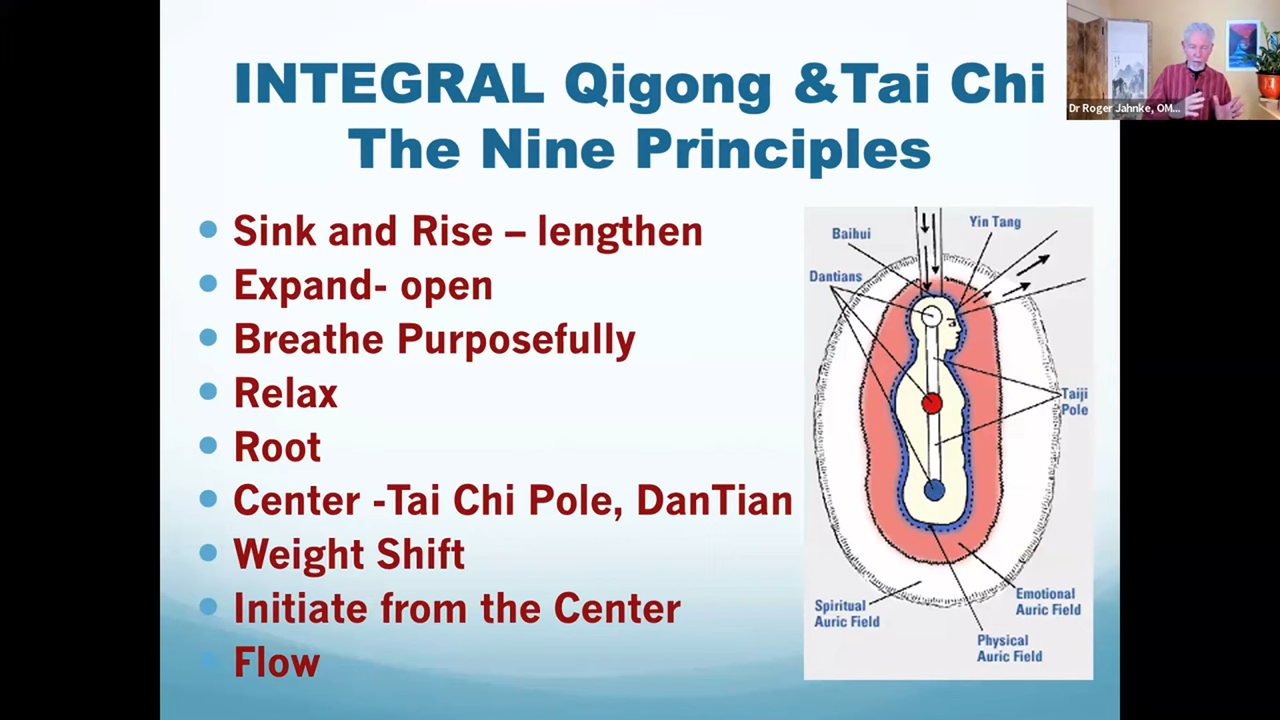 INTEGRAL Qigong &Tai Chi
The Nine Principles
Dr Roger Jahnke, OM...
Sink and Rise – lengthen
Expand- open
Breathe Purposefully
Relax
Root
Center -Tai Chi Pole, DanTian
Weight Shift
Initiate from the Center
Flow
Baihui
Yin Tang
Dantians
Taiji
Pole
Spiritual
Auric Field
Emotional
Auric Field
Physical
Auric Field